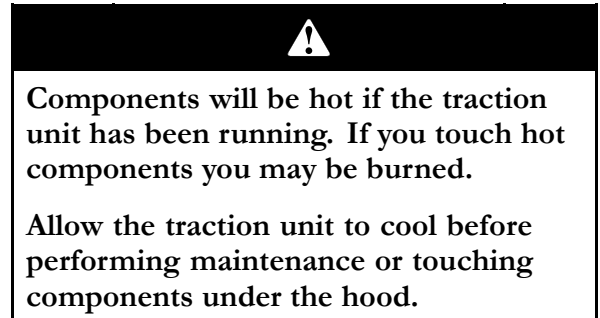 Components will be hot if the traction
unit has been running. If you touch hot
components you may be burned.
Allow the traction unit to cool before
performing maintenance or touching
components under the hood.